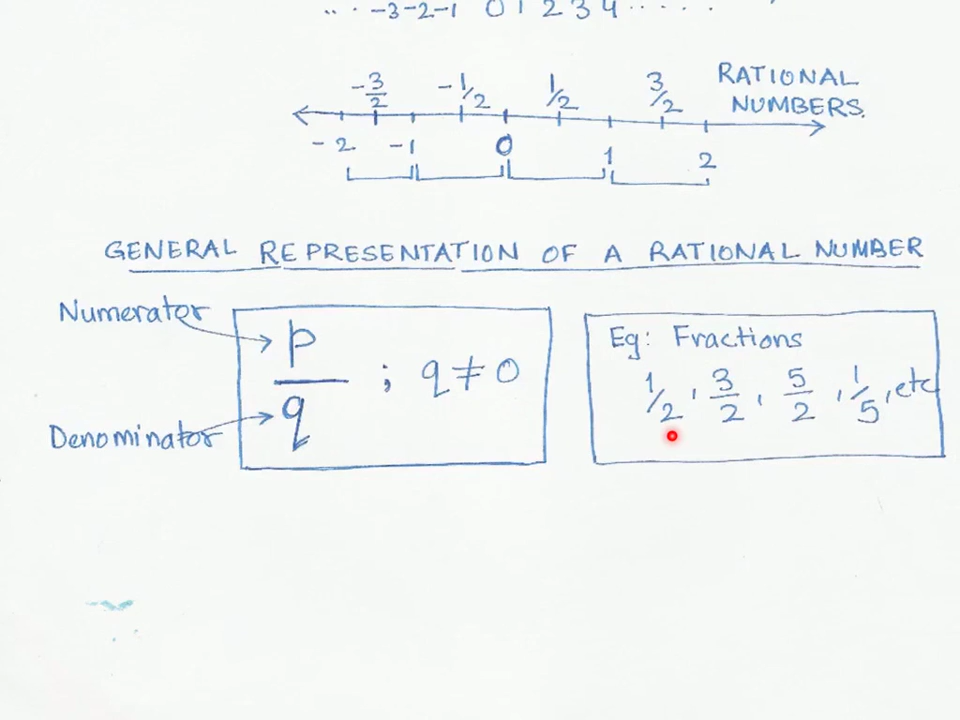 .. . -3 -2 -1 0 1 2 3 4 .....
-3/2 -1/2 1/2 3/2 RATIONAL NUMBERS.
-2 -1 0 1 2
GENERAL REPRESENTATION OF A RATIONAL NUMBER
Numerator
p/q ; q ≠ 0
Denominator
Eg: Fractions
1/2, 3/2, 5/2, 1/5, etc